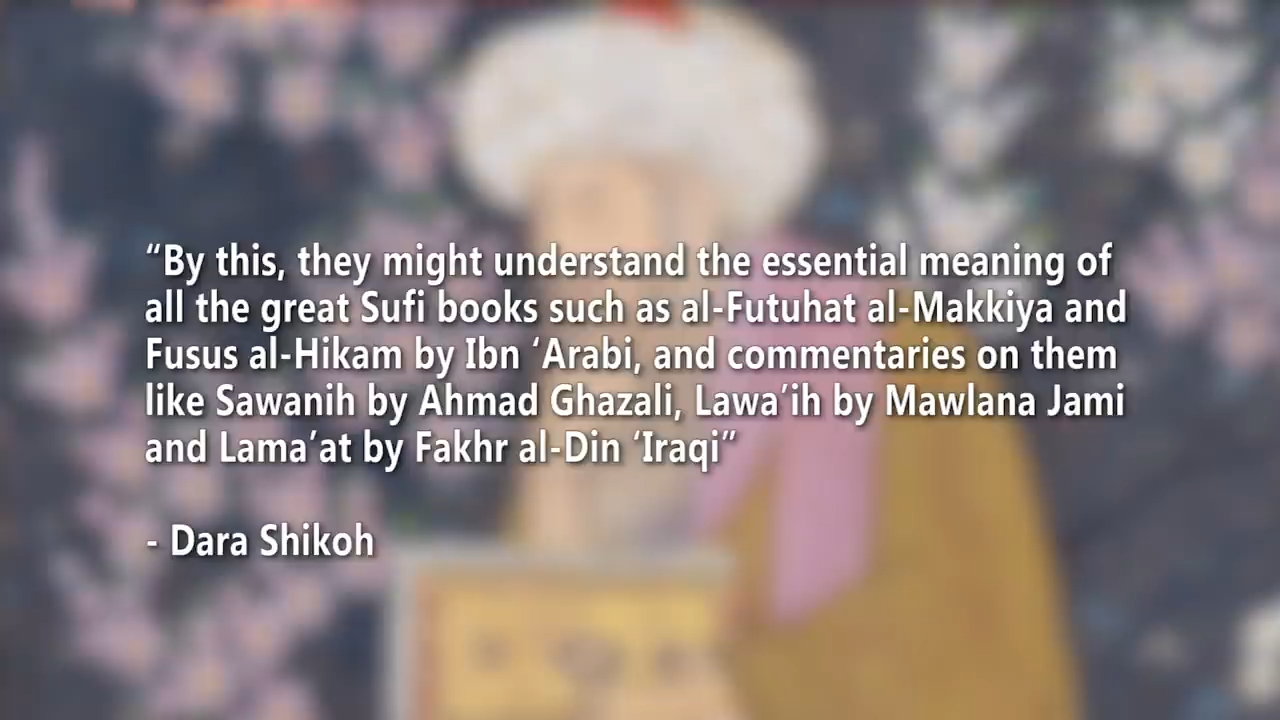 “By this, they might understand the essential meaning of
all the great Sufi books such as al-Futuhat al-Makkiya and
Fusus al-Hikam by Ibn ‘Arabi, and commentaries on them
like Sawanih by Ahmad Ghazali, Lawa’ih by Mawlana Jami
and Lama’at by Fakhr al-Din ‘Iraqi”
- Dara Shikoh